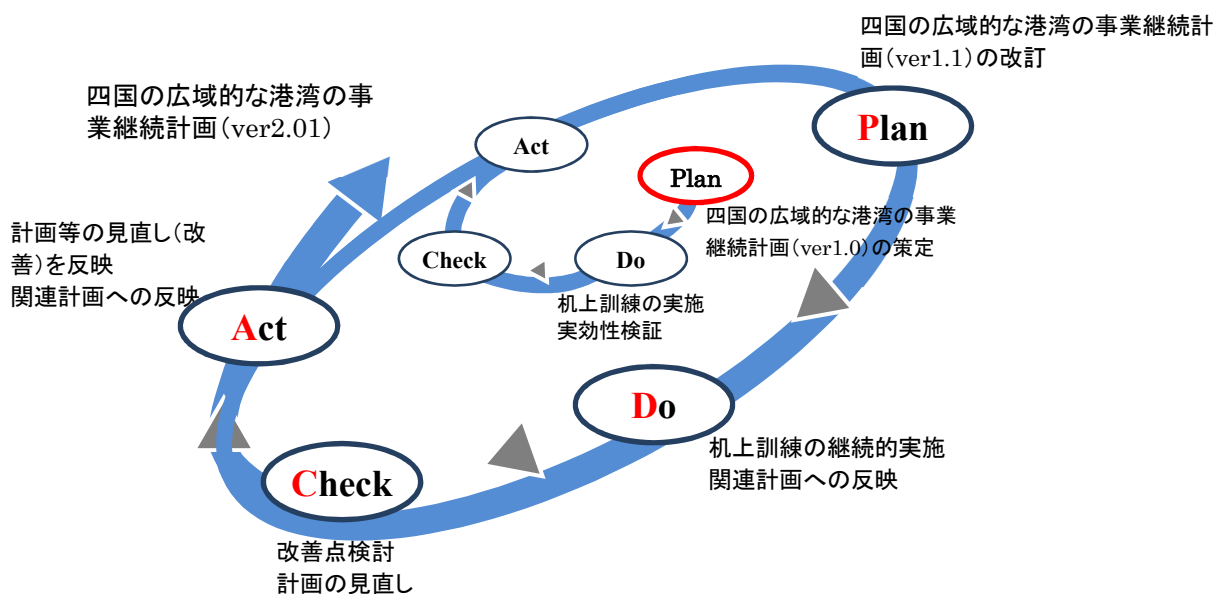 四国の広域的な港湾の事業継続計
画(ver1.1)の改訂
四国の広域的な港湾の事
業継続計画(ver2.01)
Plan
Act
Plan
四国の広域的な港湾の事業
継続計画(ver1.0)の策定
計画等の見直し(改
善)を反映
関連計画への反映
Check
Do
机上訓練の実施
実効性検証
Act
Do
机上訓練の継続的実施
関連計画への反映
Check
改善点検討
計画の見直し